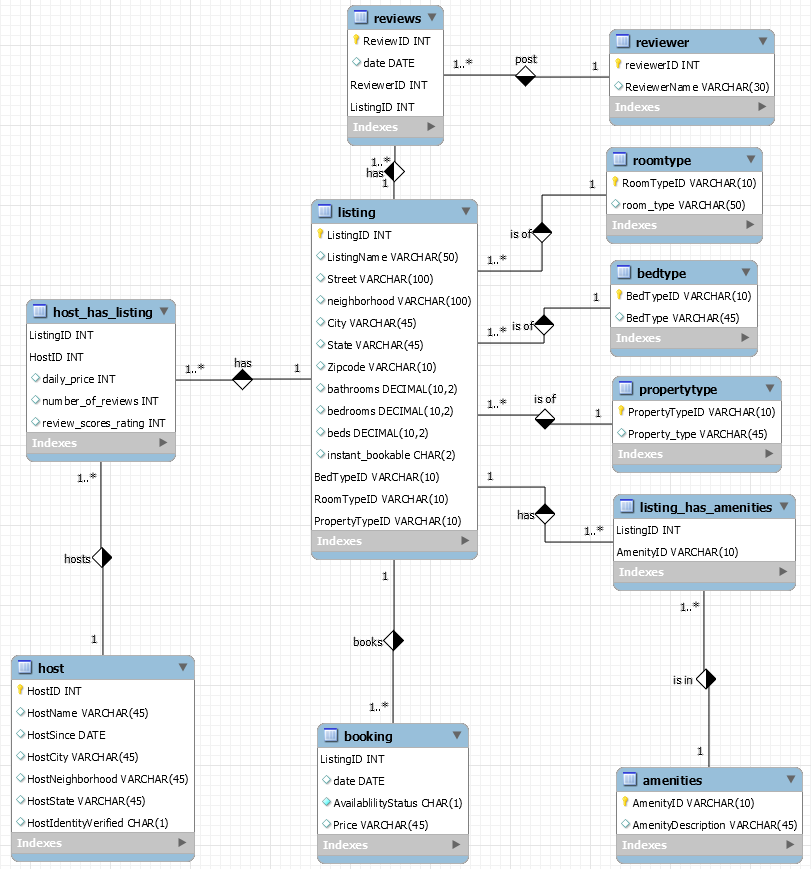 reviews
ReviewID INT
date DATE
ReviewerID INT
ListingID INT
Indexes
1..*
post
1
reviewer
reviewerID INT
ReviewerName VARCHAR(30)
Indexes
1..*
has
1
roomtype
RoomTypeID VARCHAR(10)
room_type VARCHAR(50)
Indexes
1
is of
1..*
listing
ListingID INT
ListingName VARCHAR(50)
Street VARCHAR(100)
neighborhood VARCHAR(100)
City VARCHAR(45)
State VARCHAR(45)
Zipcode VARCHAR(10)
bathrooms DECIMAL(10,2)
bedrooms DECIMAL(10,2)
beds DECIMAL(10,2)
instant_bookable CHAR(2)
BedTypeID VARCHAR(10)
RoomTypeID VARCHAR(10)
PropertyTypeID VARCHAR(10)
Indexes
bedtype
BedTypeID VARCHAR(10)
BedType VARCHAR(45)
Indexes
1
is of
1..*
host_has_listing
ListingID INT
HostID INT
daily_price INT
number_of_reviews INT
review_scores_rating INT
Indexes
1..*
has
1
propertytype
PropertyTypeID VARCHAR(10)
Property_type VARCHAR(45)
Indexes
1..*
is of
1
1
has
1..*
listing_has_amenities
ListingID INT
AmenityID VARCHAR(10)
Indexes
1..*
hosts
1
host
HostID INT
HostName VARCHAR(45)
HostSince DATE
HostCity VARCHAR(45)
HostNeighborhood VARCHAR(45)
HostState VARCHAR(45)
HostIdentityVerified CHAR(1)
Indexes
1
books
1..*
booking
ListingID INT
date DATE
AvailablilityStatus CHAR(1)
Price VARCHAR(45)
Indexes
1..*
is in
1
amenities
AmenityID VARCHAR(10)
AmenityDescription VARCHAR(45)
Indexes